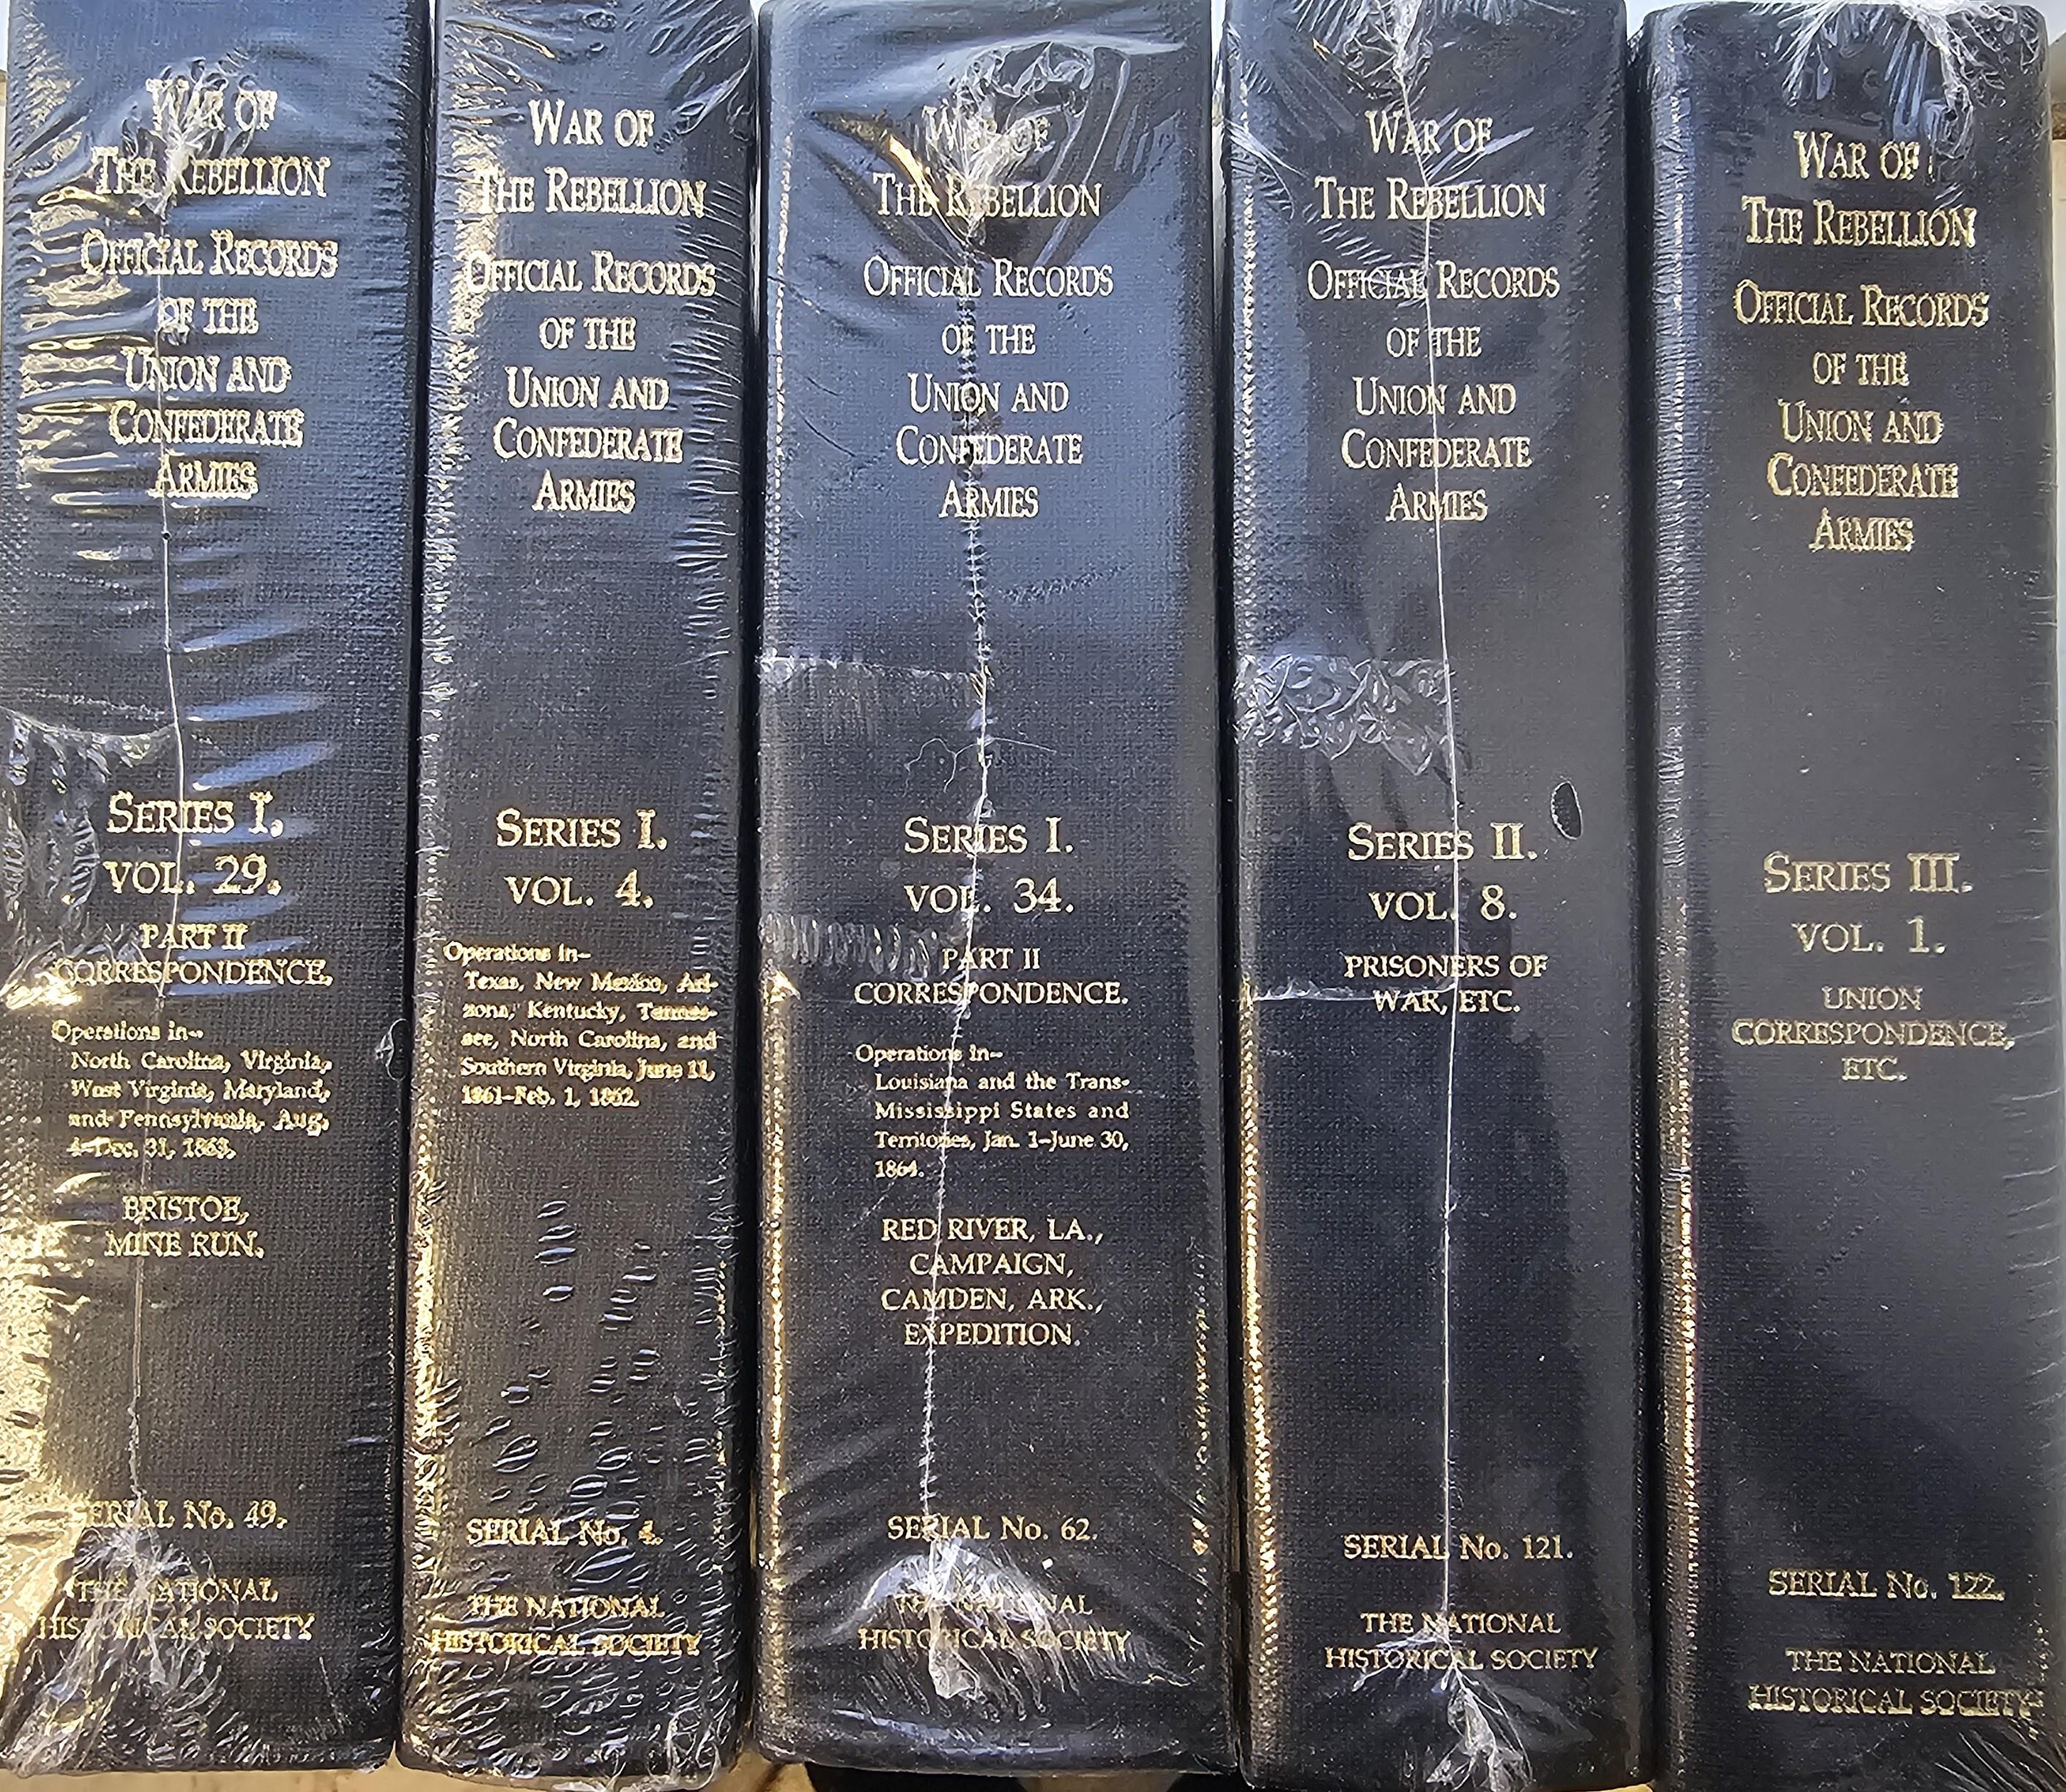 WAR OF
THE REBELLION
OFFICIAL RECORDS
OF THE
UNION AND
CONFEDERATE
ARMIES
SERIES I,
VOL. 29.
PART II
CORRESPONDENCE,
Operations in--
North Carolina, Virginia,
West Virginia, Maryland,
and Pennsylvania, Aug.
4-Dec. 31, 1863.
BRISTOE,
MINE RUN.
SERIAL No. 49.
THE NATIONAL
HISTORICAL SOCIETY
WAR OF
THE REBELLION
OFFICIAL RECORDS
OF THE
UNION AND
CONFEDERATE
ARMIES
SERIES I.
VOL. 4.
Operations in--
Texas, New Mexico, Ari-
zona, Kentucky, Tennes-
see, North Carolina, and
Southern Virginia, June 11,
1861-Feb. 1, 1862.
SERIAL No. 4.
THE NATIONAL
HISTORICAL SOCIETY
WAR OF
THE REBELLION
OFFICIAL RECORDS
OF THE
UNION AND
CONFEDERATE
ARMIES
SERIES I.
VOL. 34.
PART II
CORRESPONDENCE.
Operations in--
Louisiana and the Trans-
Mississippi States and
Territories, Jan. 1-June 30,
1864.
RED RIVER, LA.,
CAMPAIGN,
CAMDEN, ARK.,
EXPEDITION.
SERIAL No. 62.
THE NATIONAL
HISTORICAL SOCIETY
WAR OF
THE REBELLION
OFFICIAL RECORDS
OF THE
UNION AND
CONFEDERATE
ARMIES
SERIES II.
VOL. 8.
PRISONERS OF
WAR, ETC.
SERIAL No. 121.
THE NATIONAL
HISTORICAL SOCIETY
WAR OF
THE REBELLION
OFFICIAL RECORDS
OF THE
UNION AND
CONFEDERATE
ARMIES
SERIES III.
VOL. 1.
UNION
CORRESPONDENCE,
ETC.
SERIAL No. 122.
THE NATIONAL
HISTORICAL SOCIETY